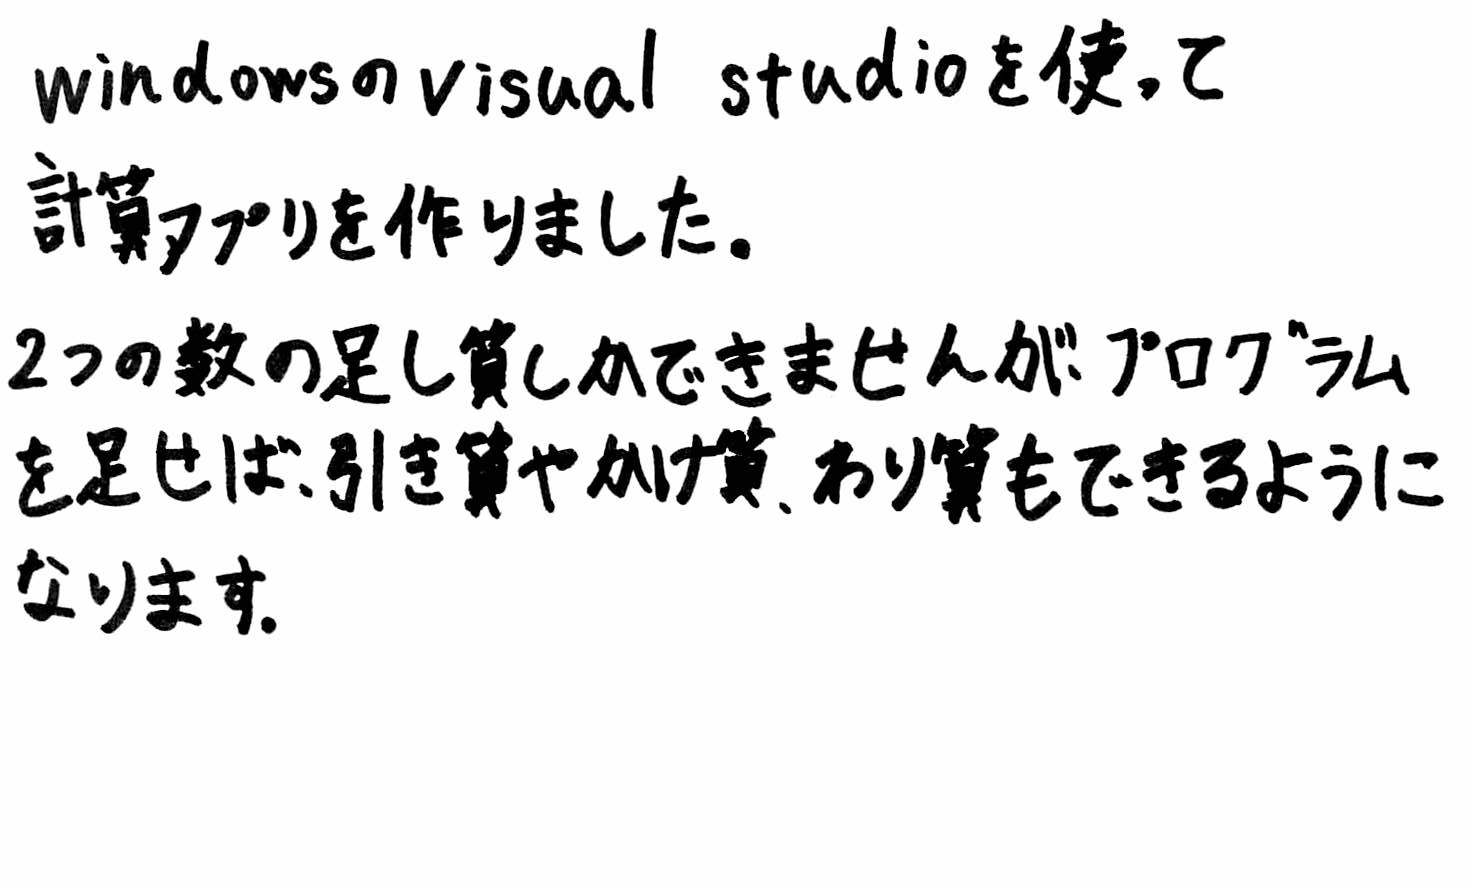 windowsのvisual studioを使って
計算アプリを作りました。
2つの数の足し算しかできませんが、プログラム
を足せば、引き算やかけ算、わり算もできるように
なります。